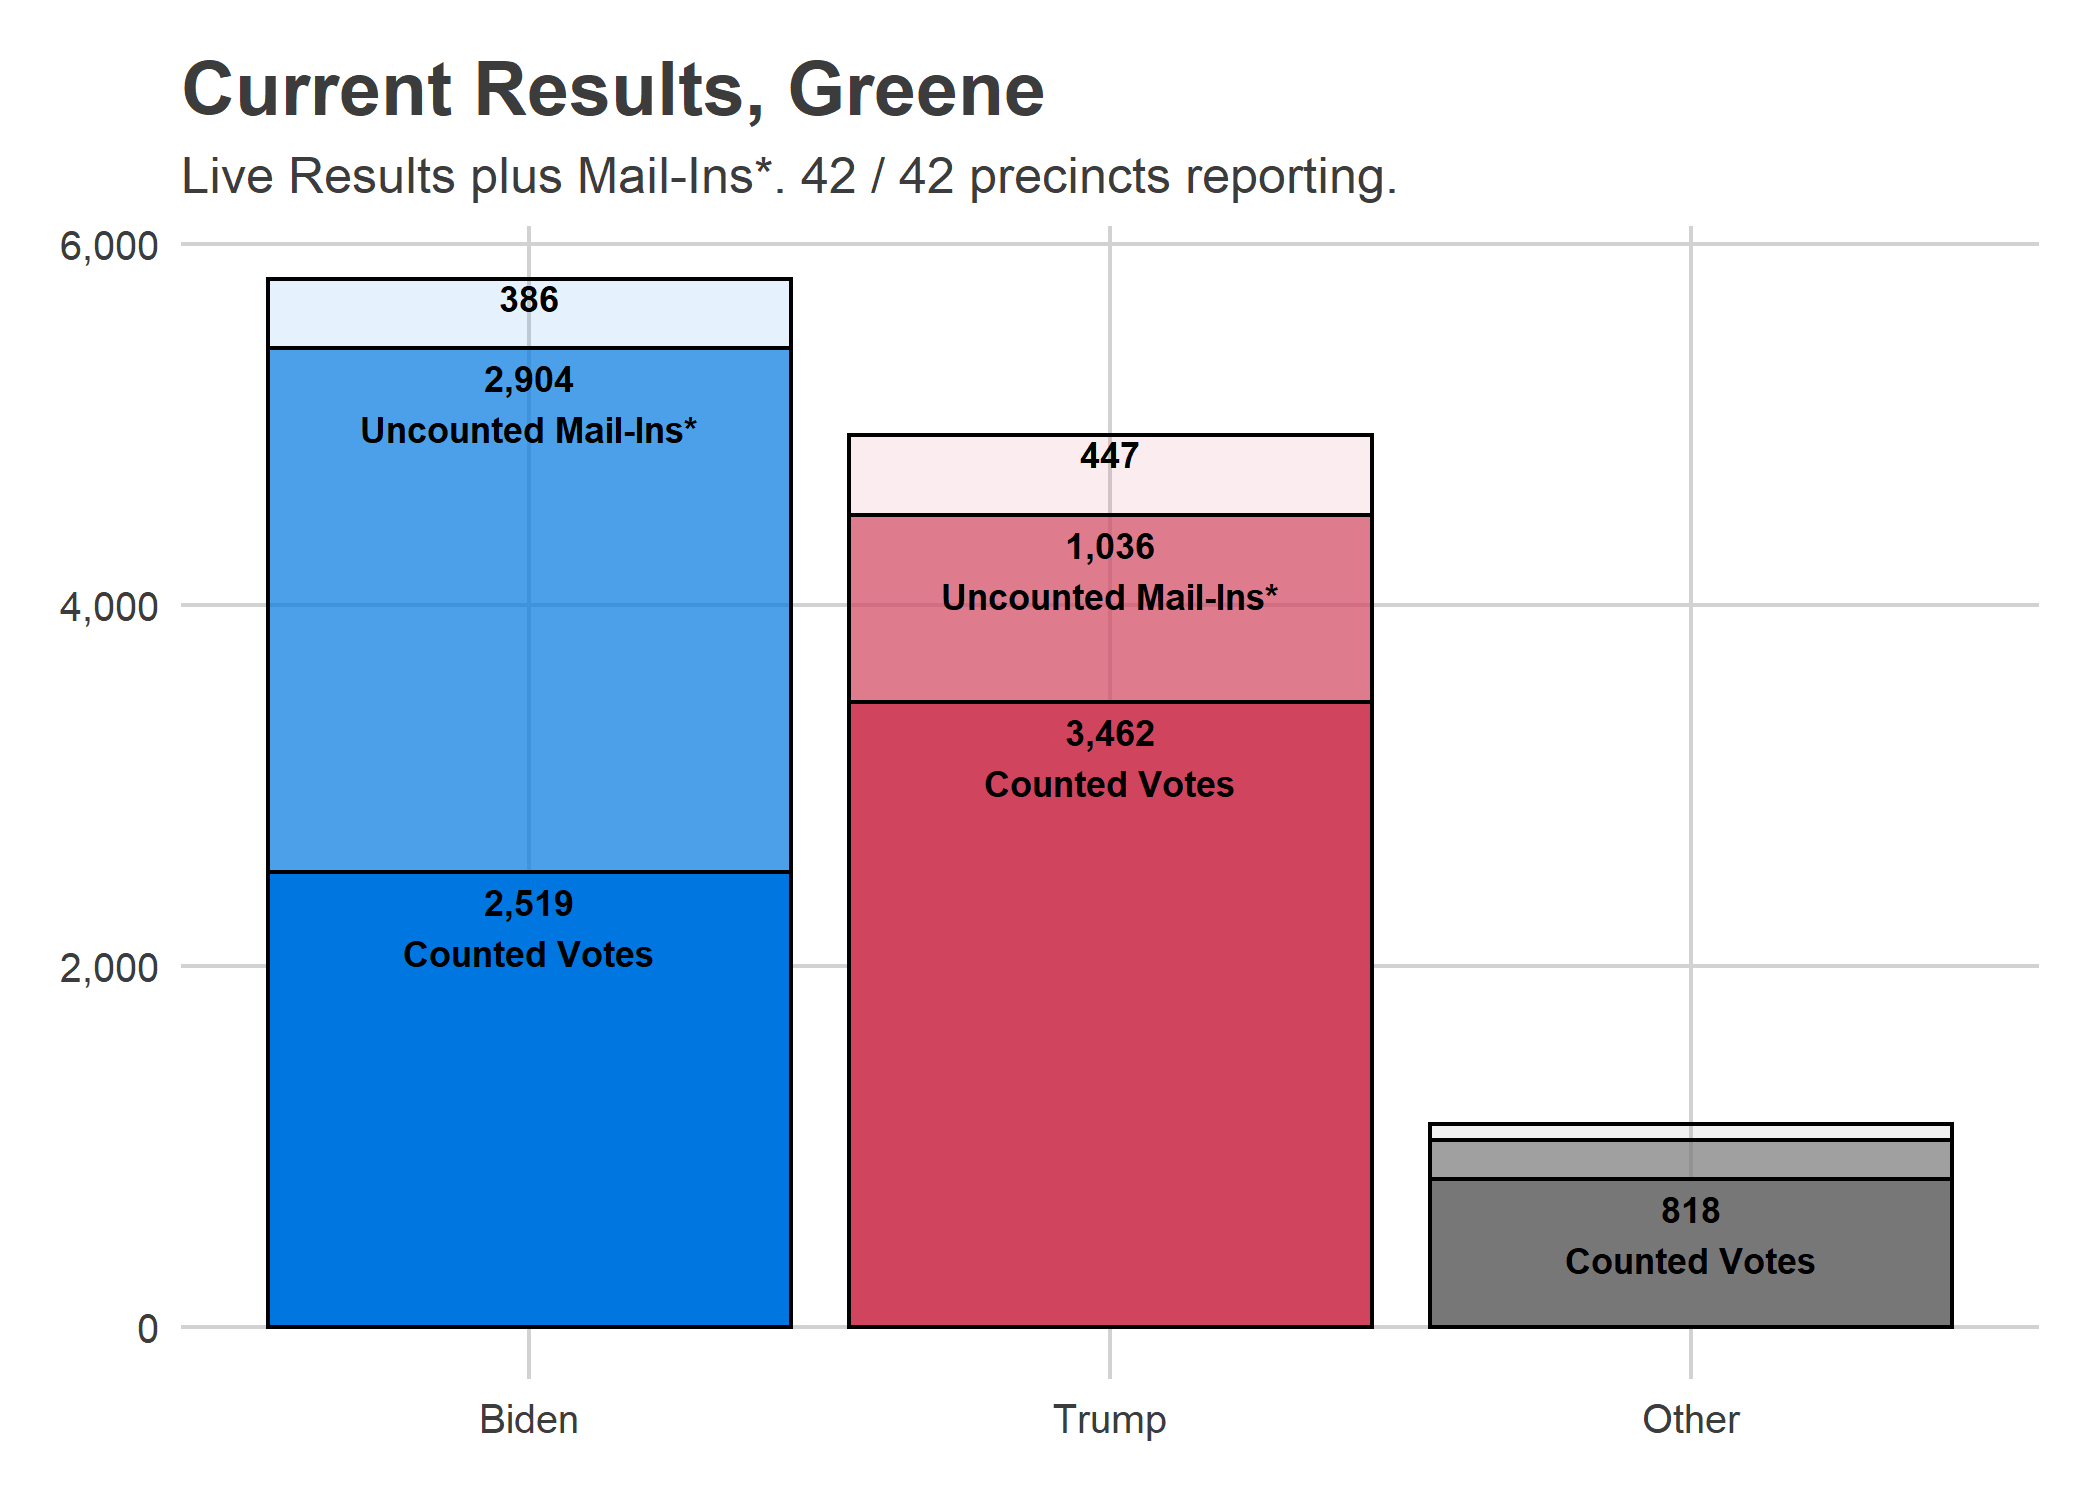 Current Results, Greene
Live Results plus Mail-Ins*. 42 / 42 precincts reporting.
6,000
4,000
2,000
0
386
2,904
Uncounted Mail-Ins*
2,519
Counted Votes
447
1,036
Uncounted Mail-Ins*
3,462
Counted Votes
818
Counted Votes
Biden
Trump
Other